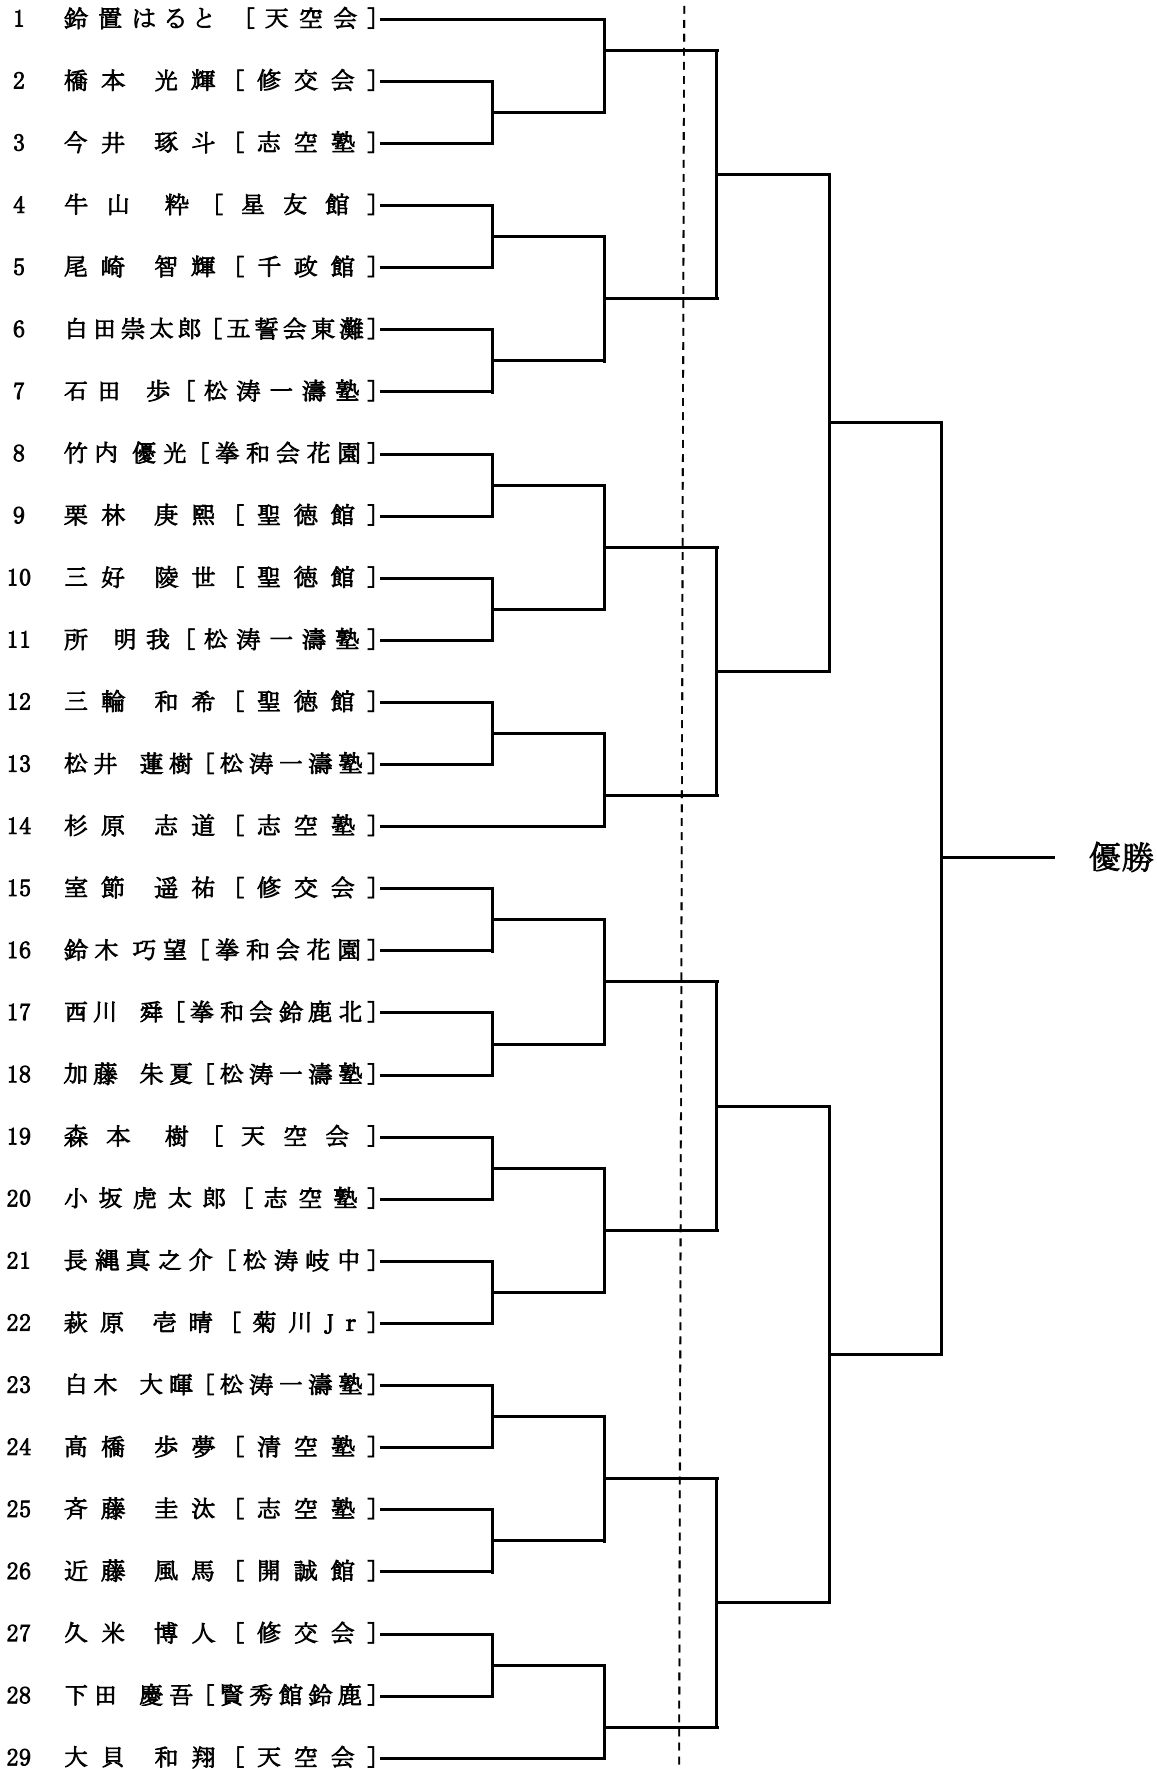 1 鈴置はると [天空会]
2 橋本 光輝[修交会]
3 今井 琢斗[志空塾]
4 牛山 粋[星友館]
5 尾崎 智輝[千政館]
6 白田崇太郎[五誓会東灘]
7 石田 歩[松涛一濤塾]
8 竹内 優光[拳和会花園]
9 栗林 庚熙[聖徳館]
10 三好 陵世[聖徳館]
11 所 明我[松涛一濤塾]
12 三輪 和希[聖徳館]
13 松井 蓮樹[松涛一濤塾]
14 杉原 志道[志空塾]
優勝
15 室節 遥祐[修交会]
16 鈴木 巧望[拳和会花園]
17 西川 舜[拳和会鈴鹿北]
18 加藤 朱夏[松涛一濤塾]
19 森本 樹[天空会]
20 小坂虎太郎[志空塾]
21 長縄真之介[松涛岐中]
22 萩原 壱晴[菊川Jr]
23 白木 大暉[松涛一濤塾]
24 髙橋 歩夢[清空塾]
25 斉藤 圭汰[志空塾]
26 近藤 風馬[開誠館]
27 久米 博人[修交会]
28 下田 慶吾[賢秀館鈴鹿]
29 大貝 和翔[天空会]